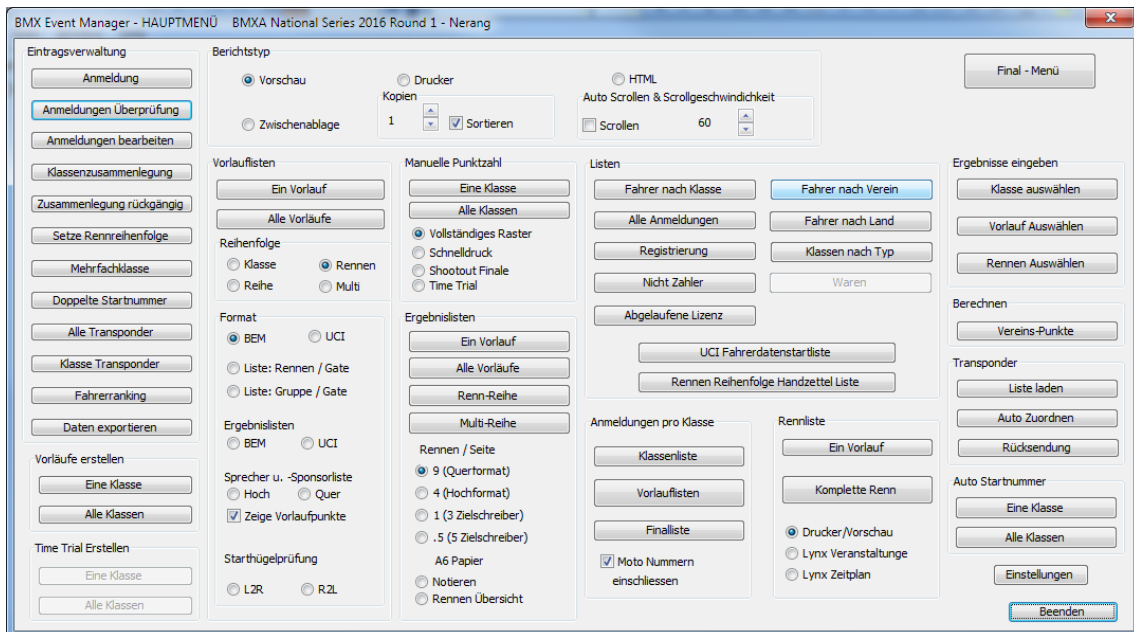 BMX Event Manager - HAUPTMENÜ    BMXA National Series 2016 Round 1 - Nerang
Eintragsverwaltung
Anmeldung
Anmeldungen Überprüfung
Anmeldungen bearbeiten
Klassenzusammenlegung
Zusammenlegung rückgängig
Setze Rennreihenfolge
Mehrfachklasse
Doppelte Startnummer
Alle Transponder
Klasse Transponder
Fahrerranking
Daten exportieren
Vorläufe erstellen
Eine Klasse
Alle Klassen
Time Trial Erstellen
Eine Klasse
Alle Klassen
Berichtstyp
Vorschau
Drucker
HTML
Zwischenablage
Kopien
1
Sortieren
Auto Scrollen & Scrollgeschwindichkeit
Scrollen
60
Final - Menü
Vorlauflisten
Ein Vorlauf
Alle Vorläufe
Reihenfolge
Klasse
Rennen
Reihe
Multi
Format
BEM
UCI
Liste: Rennen / Gate
Liste: Gruppe / Gate
Ergebnislisten
BEM
UCI
Sprecher u. -Sponsorliste
Hoch
Quer
Zeige Vorlaufpunkte
Starthügelprüfung
L2R
R2L
Manuelle Punktzahl
Eine Klasse
Alle Klassen
Vollständiges Raster
Schnelldruck
Shootout Finale
Time Trial
Ergebnislisten
Ein Vorlauf
Alle Vorläufe
Renn-Reihe
Multi-Reihe
Rennen / Seite
9 (Querformat)
4 (Hochformat)
1 (3 Zielschreiber)
.5 (5 Zielschreiber)
A6 Papier
Notieren
Rennen Übersicht
Listen
Fahrer nach Klasse
Fahrer nach Verein
Alle Anmeldungen
Fahrer nach Land
Registrierung
Klassen nach Typ
Nicht Zahler
Waren
Abgelaufene Lizenz
UCI Fahrerdatenstartliste
Rennen Reihenfolge Handzettel Liste
Anmeldungen pro Klasse
Klassenliste
Vorlauflisten
Finalliste
Moto Nummern
einschliessen
Rennliste
Ein Vorlauf
Komplette Renn
Drucker/Vorschau
Lynx Veranstaltunge
Lynx Zeitplan
Ergebnisse eingeben
Klasse auswählen
Vorlauf Auswählen
Rennen Auswählen
Berechnen
Vereins-Punkte
Transponder
Liste laden
Auto Zuordnen
Rücksendung
Auto Startnummer
Eine Klasse
Alle Klassen
Einstellungen
Beenden